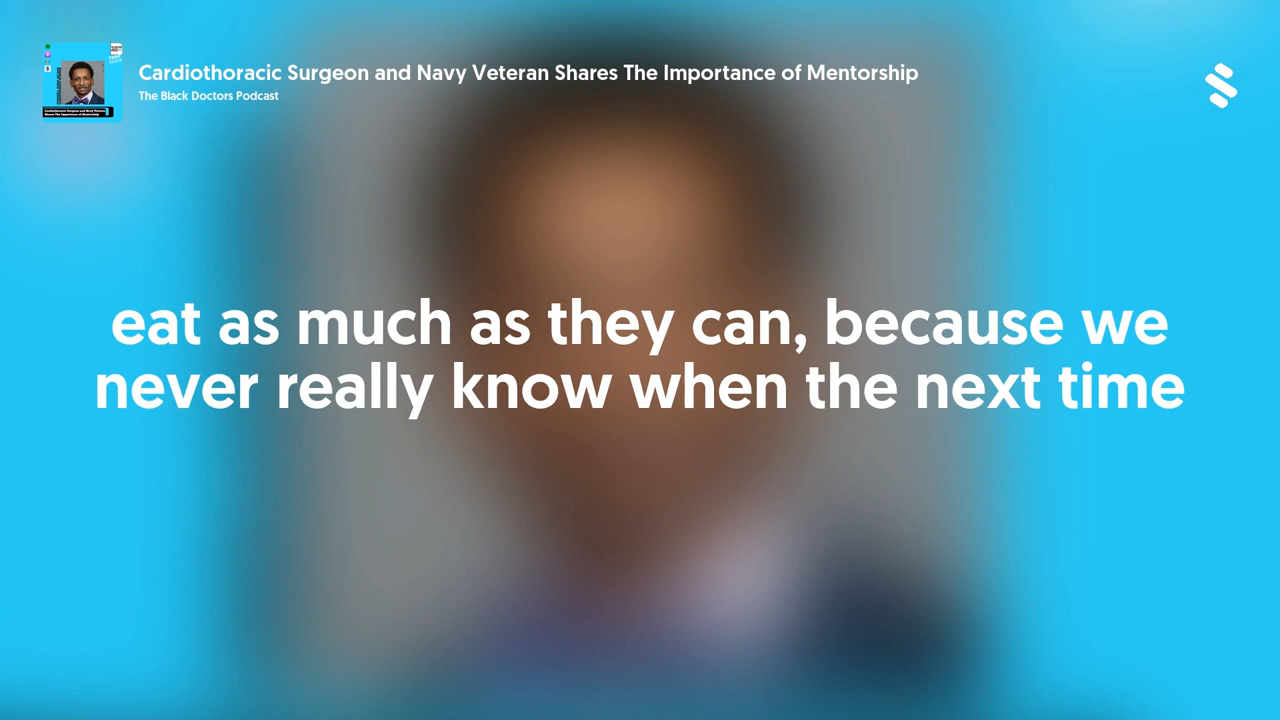 Cardiothoracic Surgeon and Navy Veteran Shares The Importance of Mentorship
The Black Doctors Podcast
eat as much as they can, because we
never really know when the next time